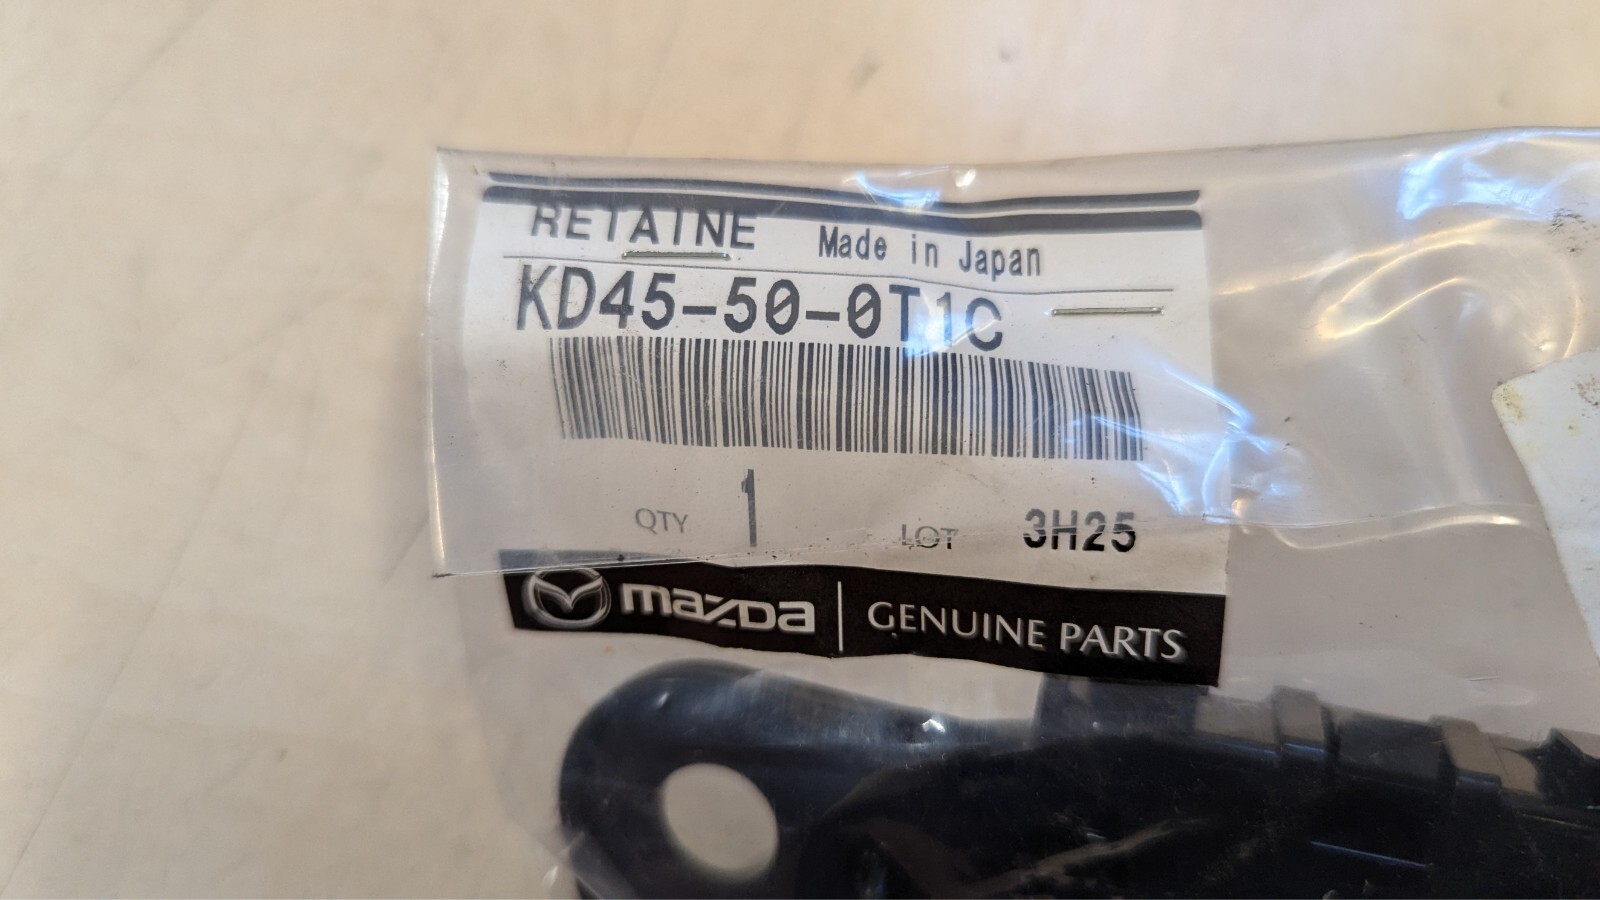 RETAINE Made in Japan
KD45-50-0T1C
QTY 1 LOT 3H25
mazda GENUINE PARTS